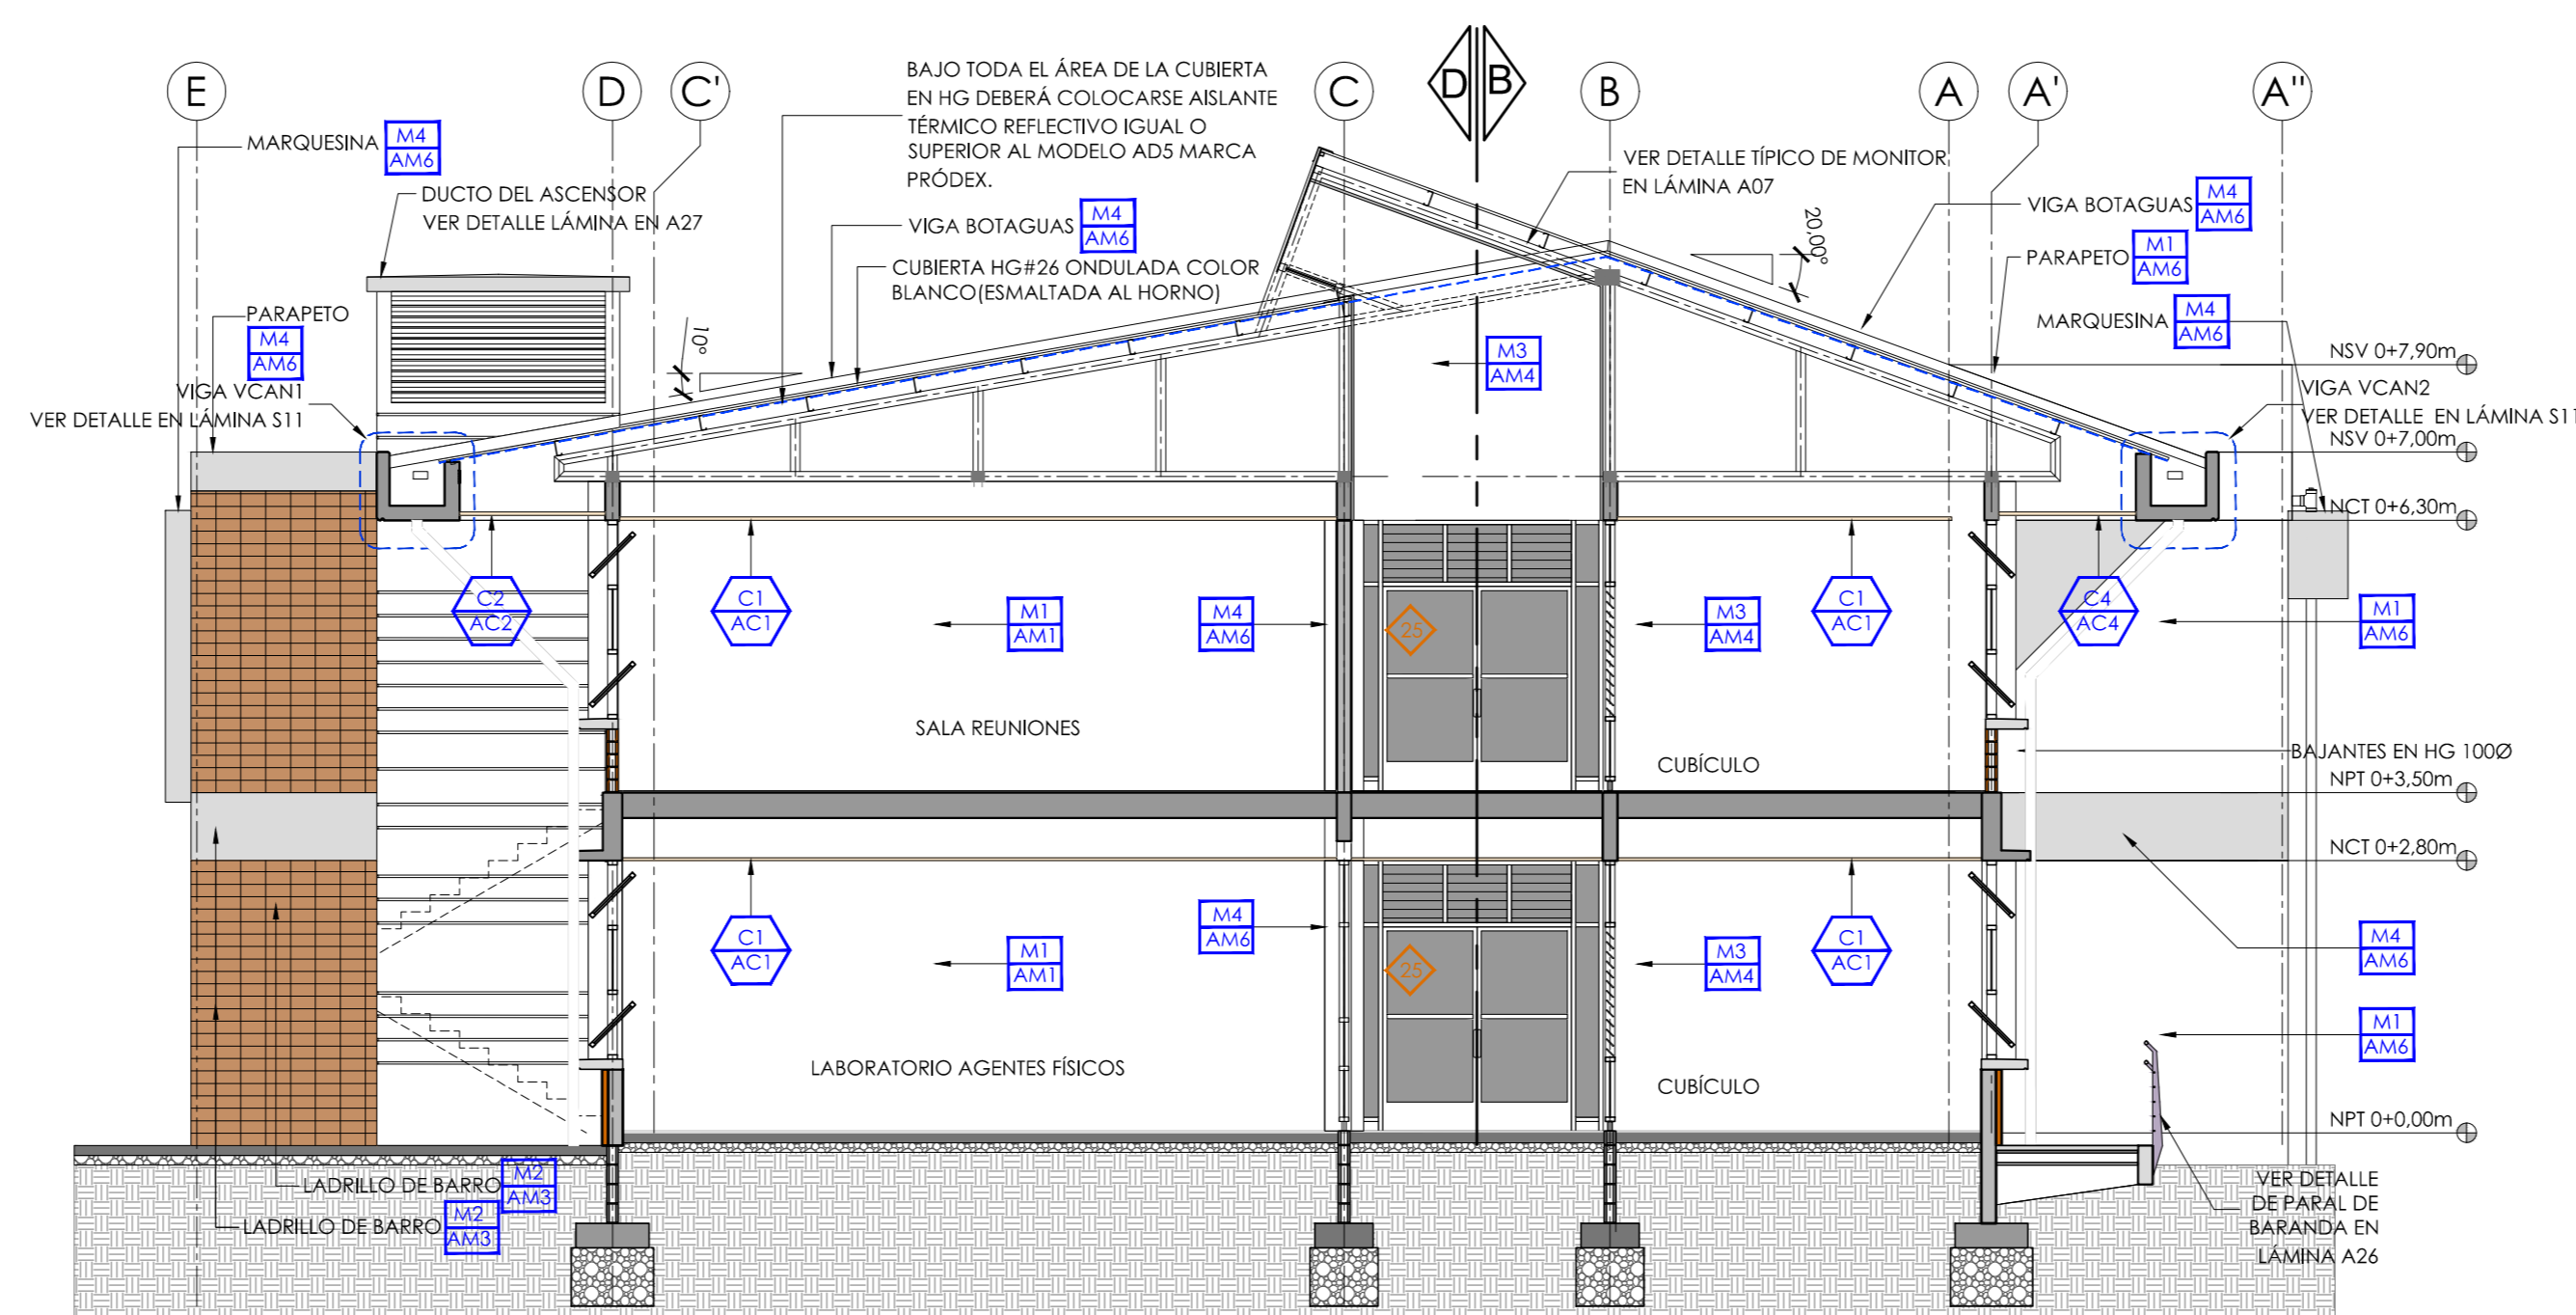 E
D
C'
C
D
B
B
A
A'
A''
BAJO TODA EL ÁREA DE LA CUBIERTA
EN HG DEBERÁ COLOCARSE AISLANTE
TÉRMICO REFLECTIVO IGUAL O
SUPERIOR AL MODELO AD5 MARCA
PRÓDEX.
MARQUESINA
M4
AM6
DUCTO DEL ASCENSOR
VER DETALLE LÁMINA EN A27
VIGA BOTAGUAS
M4
AM6
CUBIERTA HG#26 ONDULADA COLOR
BLANCO(ESMALTADA AL HORNO)
VER DETALLE TÍPICO DE MONITOR
EN LÁMINA A07
20,00°
VIGA BOTAGUAS
M4
AM6
PARAPETO
M1
AM6
MARQUESINA
M4
AM6
PARAPETO
M4
AM6
10°
M3
AM4
NSV 0+7,90m
VIGA VCAN1
VER DETALLE EN LÁMINA S11
VIGA VCAN2
VER DETALLE EN LÁMINA S11
NSV 0+7,00m
NCT 0+6,30m
C2
AC2
C1
AC1
M1
AM1
M4
AM6
25
M3
AM4
C1
AC1
C4
AC4
M1
AM6
SALA REUNIONES
CUBÍCULO
BAJANTES EN HG 100Ø
NPT 0+3,50m
NCT 0+2,80m
C1
AC1
M1
AM1
M4
AM6
25
M3
AM4
C1
AC1
M4
AM6
M1
AM6
LABORATORIO AGENTES FÍSICOS
CUBÍCULO
NPT 0+0,00m
LADRILLO DE BARRO
M2
AM3
LADRILLO DE BARRO
M2
AM3
VER DETALLE
DE PARAL DE
BARANDA EN
LÁMINA A26